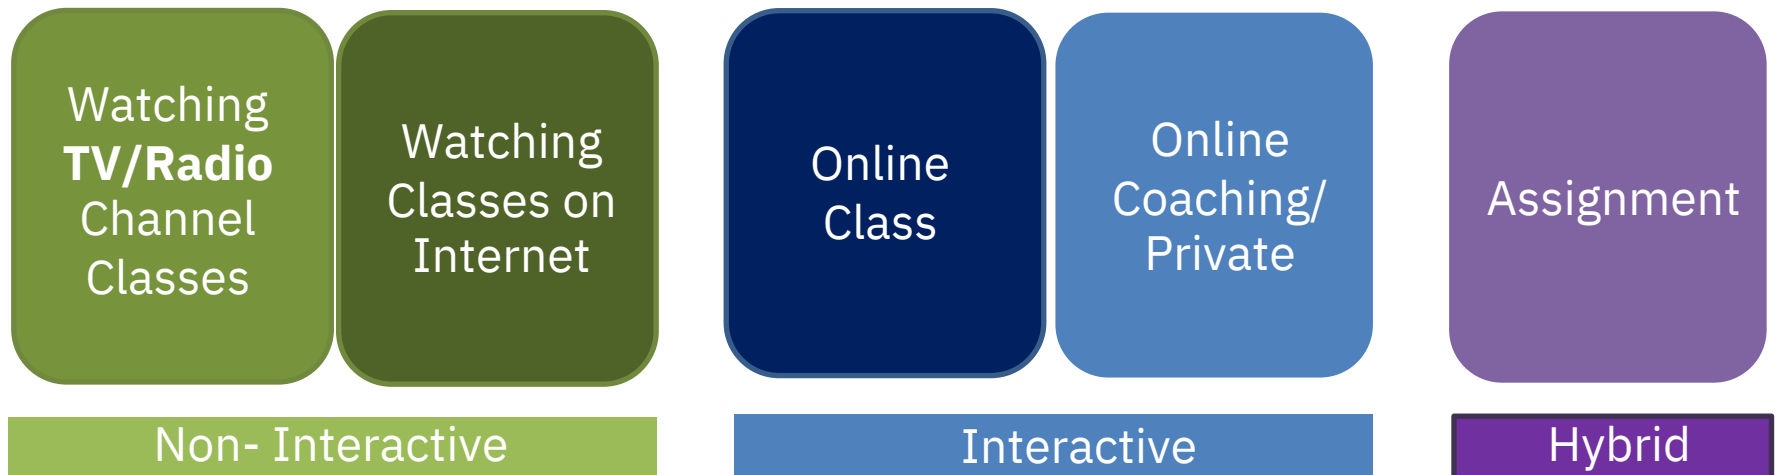 Watching
TV/Radio
Channel
Classes
Watching
Classes on
Internet
Online
Class
Online
Coaching/
Private
Assignment
Non- Interactive
Interactive
Hybrid